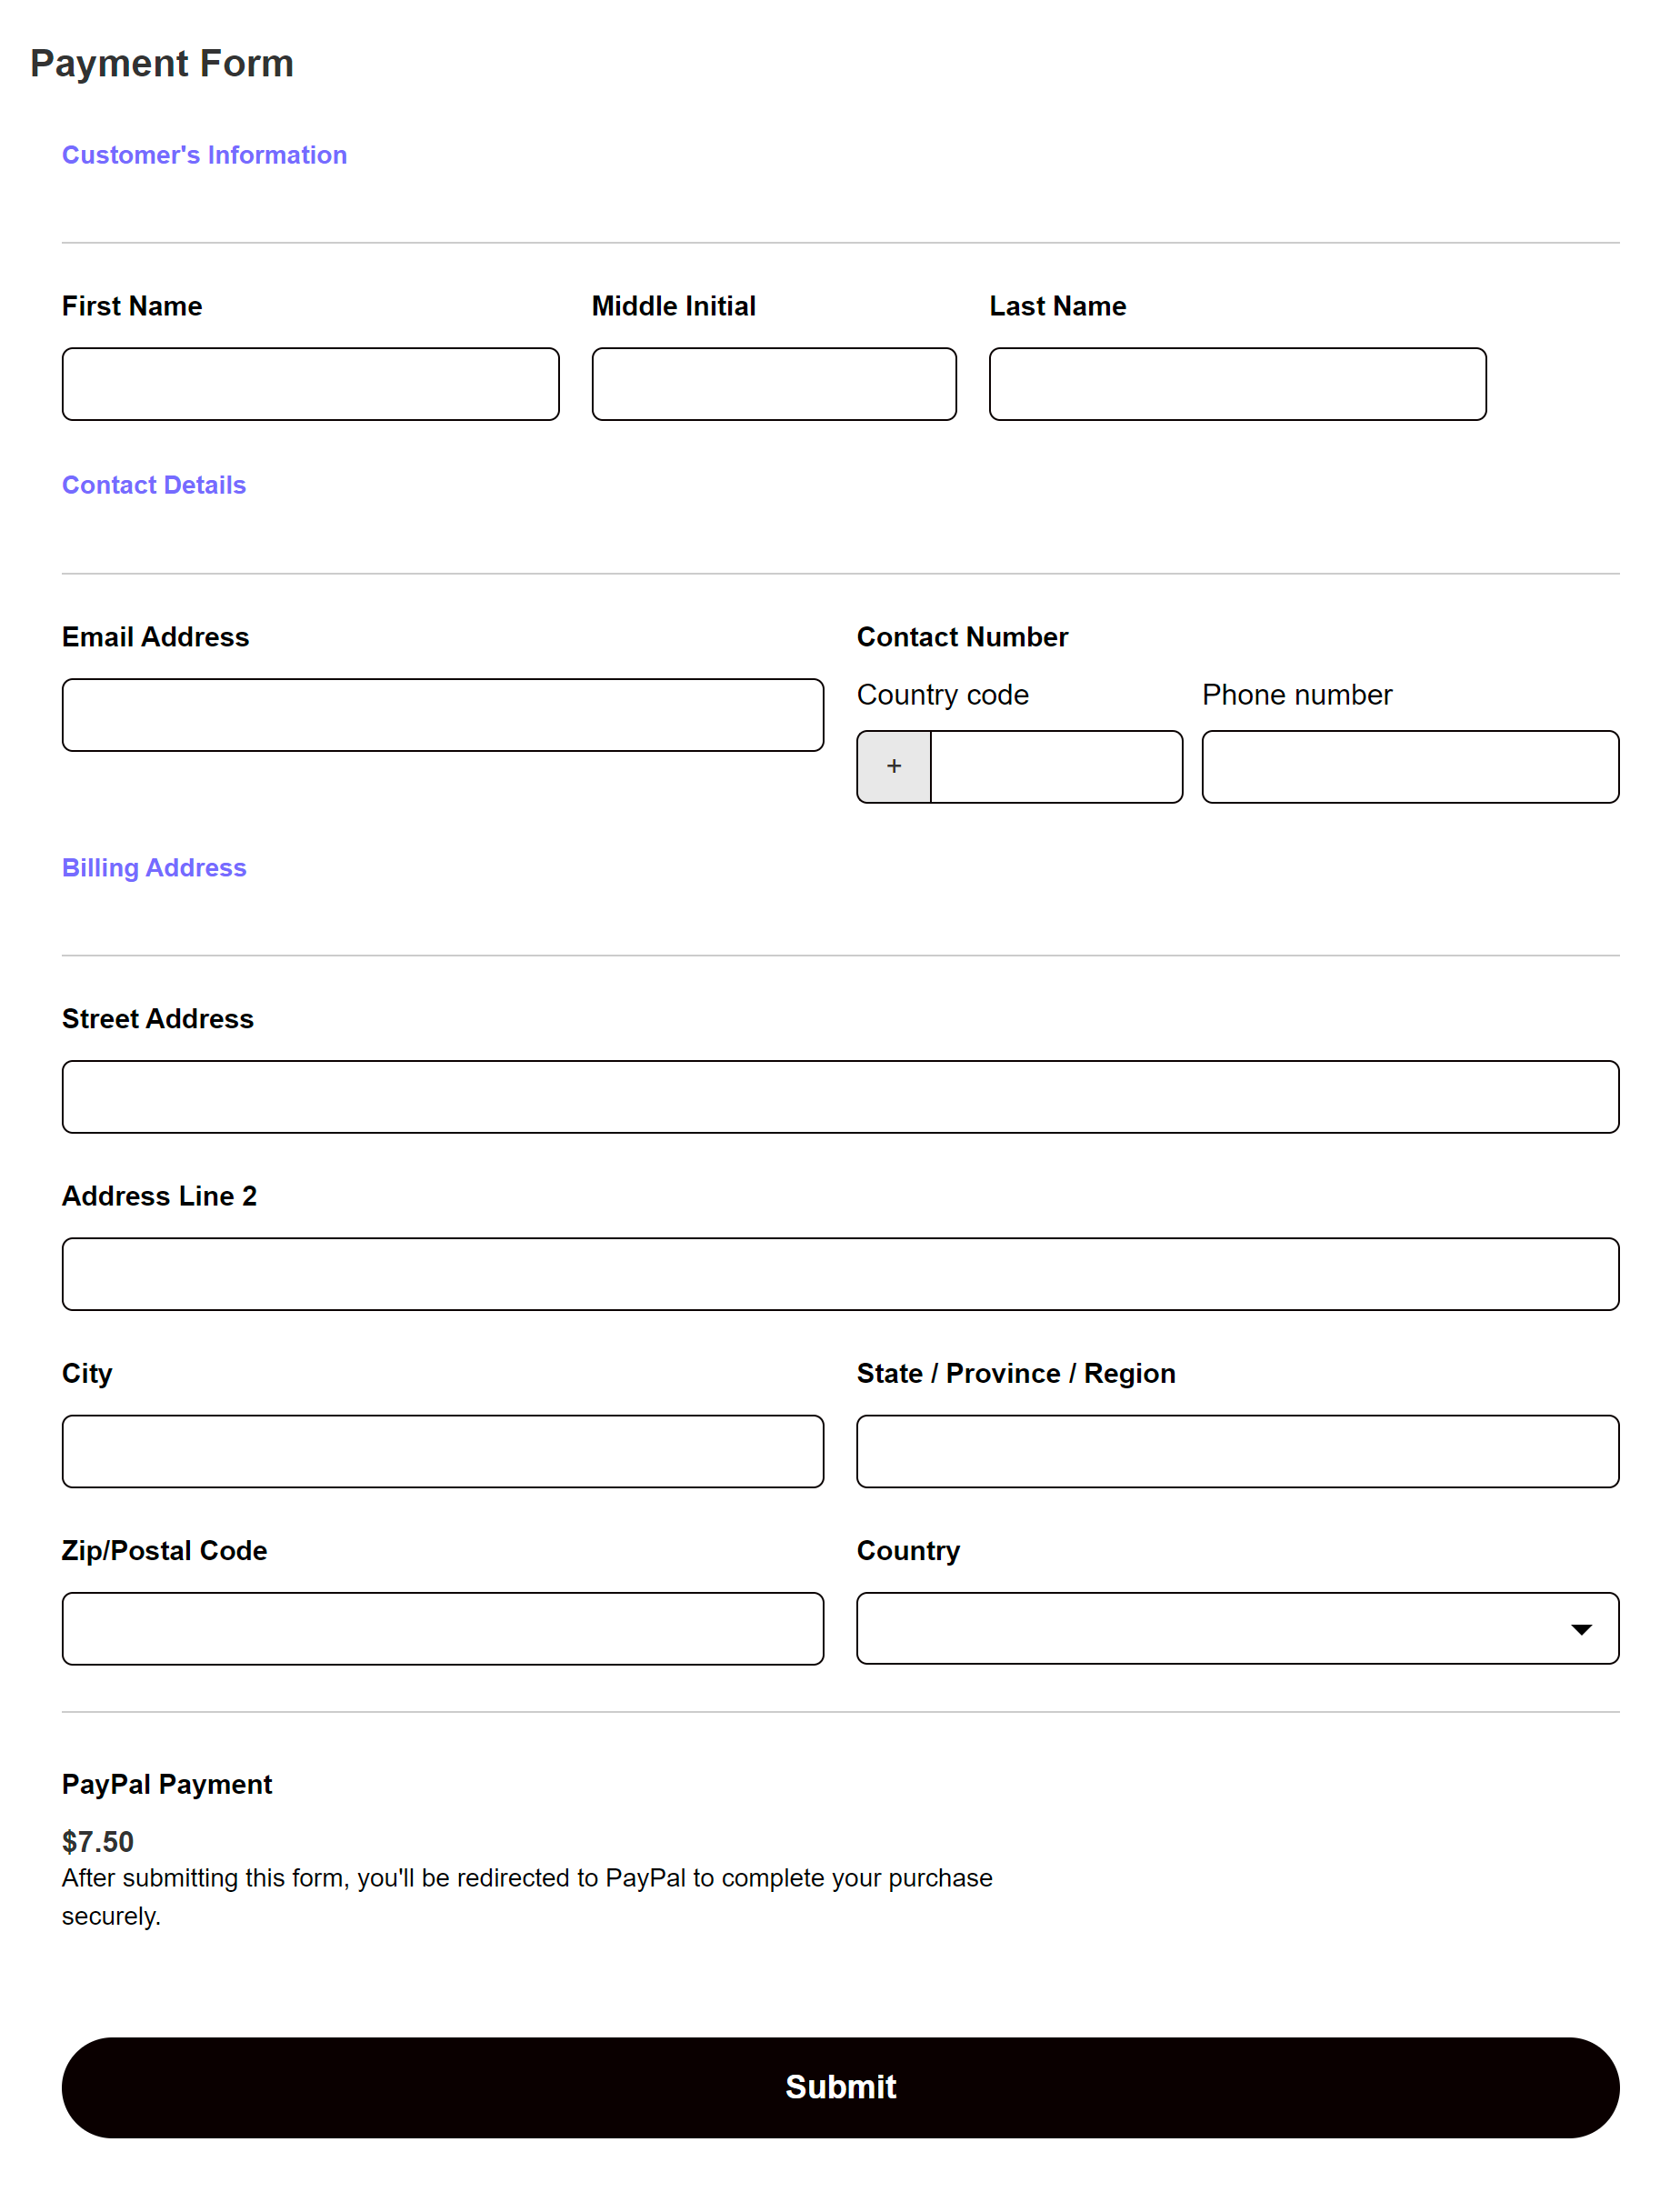 Payment Form
Customer's Information
First Name
Middle Initial
Last Name
Contact Details
Email Address
Contact Number
Country code
Phone number
+
Billing Address
Street Address
Address Line 2
City
State / Province / Region
Zip/Postal Code
Country
PayPal Payment
$7.50
After submitting this form, you'll be redirected to PayPal to complete your purchase
securely.
Submit